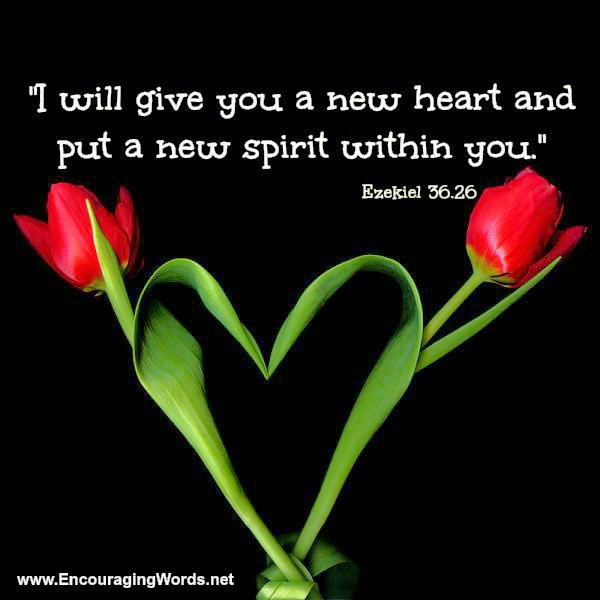 "I will give you a new heart and
put a new spirit within you."
Ezekiel 36.26
www.EncouragingWords.net